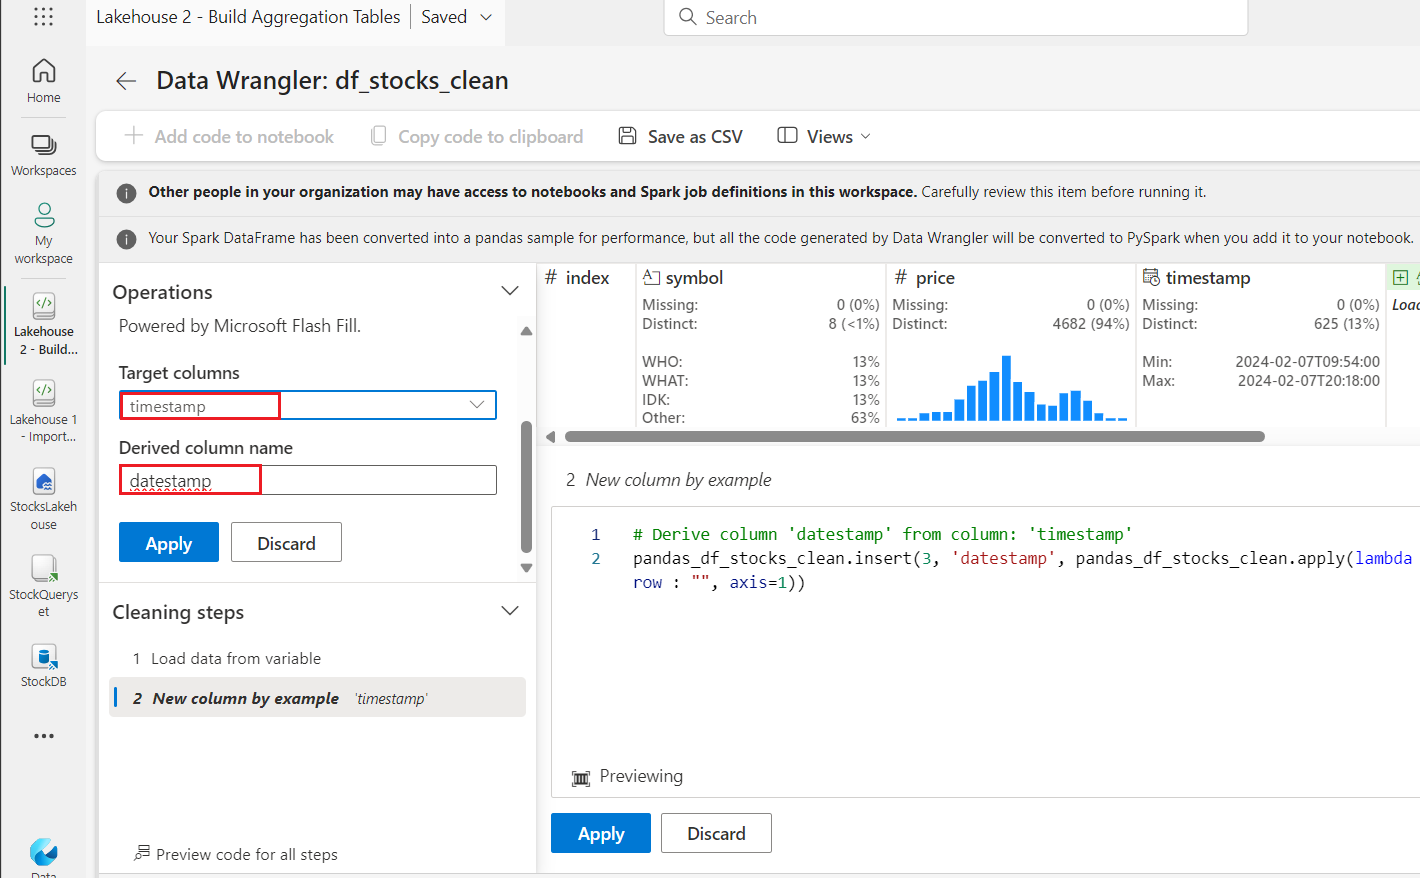 Lakehouse 2 - Build Aggregation Tables
Saved
Search
Home
Workspaces
My
workspace
Lakehouse
2 - Build...
Lakehouse 1
- Import...
StocksLakeh
ouse
StockQuerys
et
StockDB
Data
Data Wrangler: df_stocks_clean
Add code to notebook
Copy code to clipboard
Save as CSV
Views
Other people in your organization may have access to notebooks and Spark job definitions in this workspace. Carefully review this item before running it.
Your Spark DataFrame has been converted into a pandas sample for performance, but all the code generated by Data Wrangler will be converted to PySpark when you add it to your notebook.
Operations
Powered by Microsoft Flash Fill.
Target columns
timestamp
Derived column name
datestamp
Apply
Discard
Cleaning steps
1 Load data from variable
2 New column by example 'timestamp'
Preview code for all steps
# index
symbol
Missing: 0 (0%)
Distinct: 8 (<1%)
WHO: 13%
WHAT: 13%
IDK: 13%
Other: 63%
# price
Missing: 0 (0%)
Distinct: 4682 (94%)
timestamp
Missing: 0 (0%)
Distinct: 625 (13%)
Min: 2024-02-07T09:54:00
Max: 2024-02-07T20:18:00
2 New column by example
1 # Derive column 'datestamp' from column: 'timestamp'
2 pandas_df_stocks_clean.insert(3, 'datestamp', pandas_df_stocks_clean.apply(lambda
row : "", axis=1))
Previewing
Apply
Discard